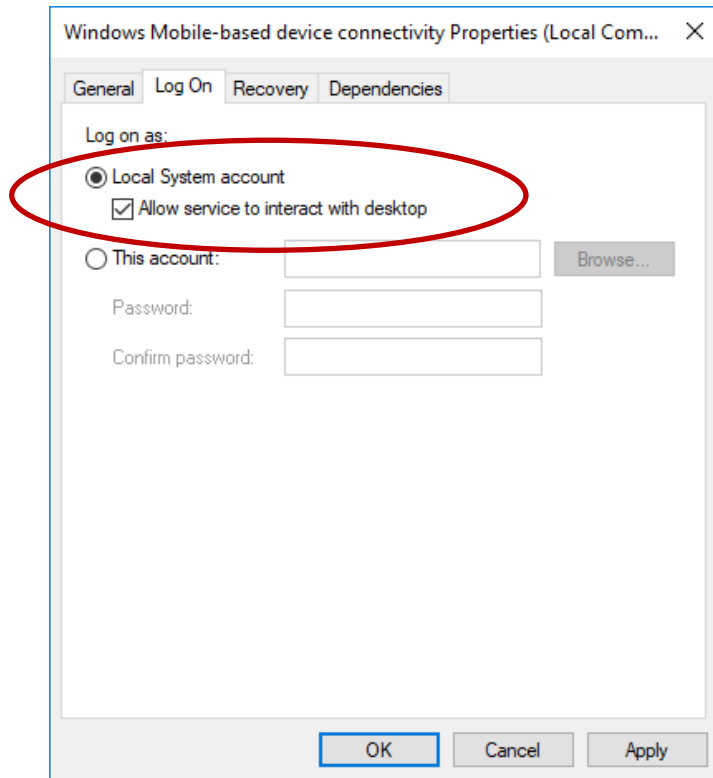 Windows Mobile-based device connectivity Properties (Local Com...
General Log On Recovery Dependencies
Log on as:
Local System account
Allow service to interact with desktop
This account: Browse...
Password:
Confirm password:
OK Cancel Apply